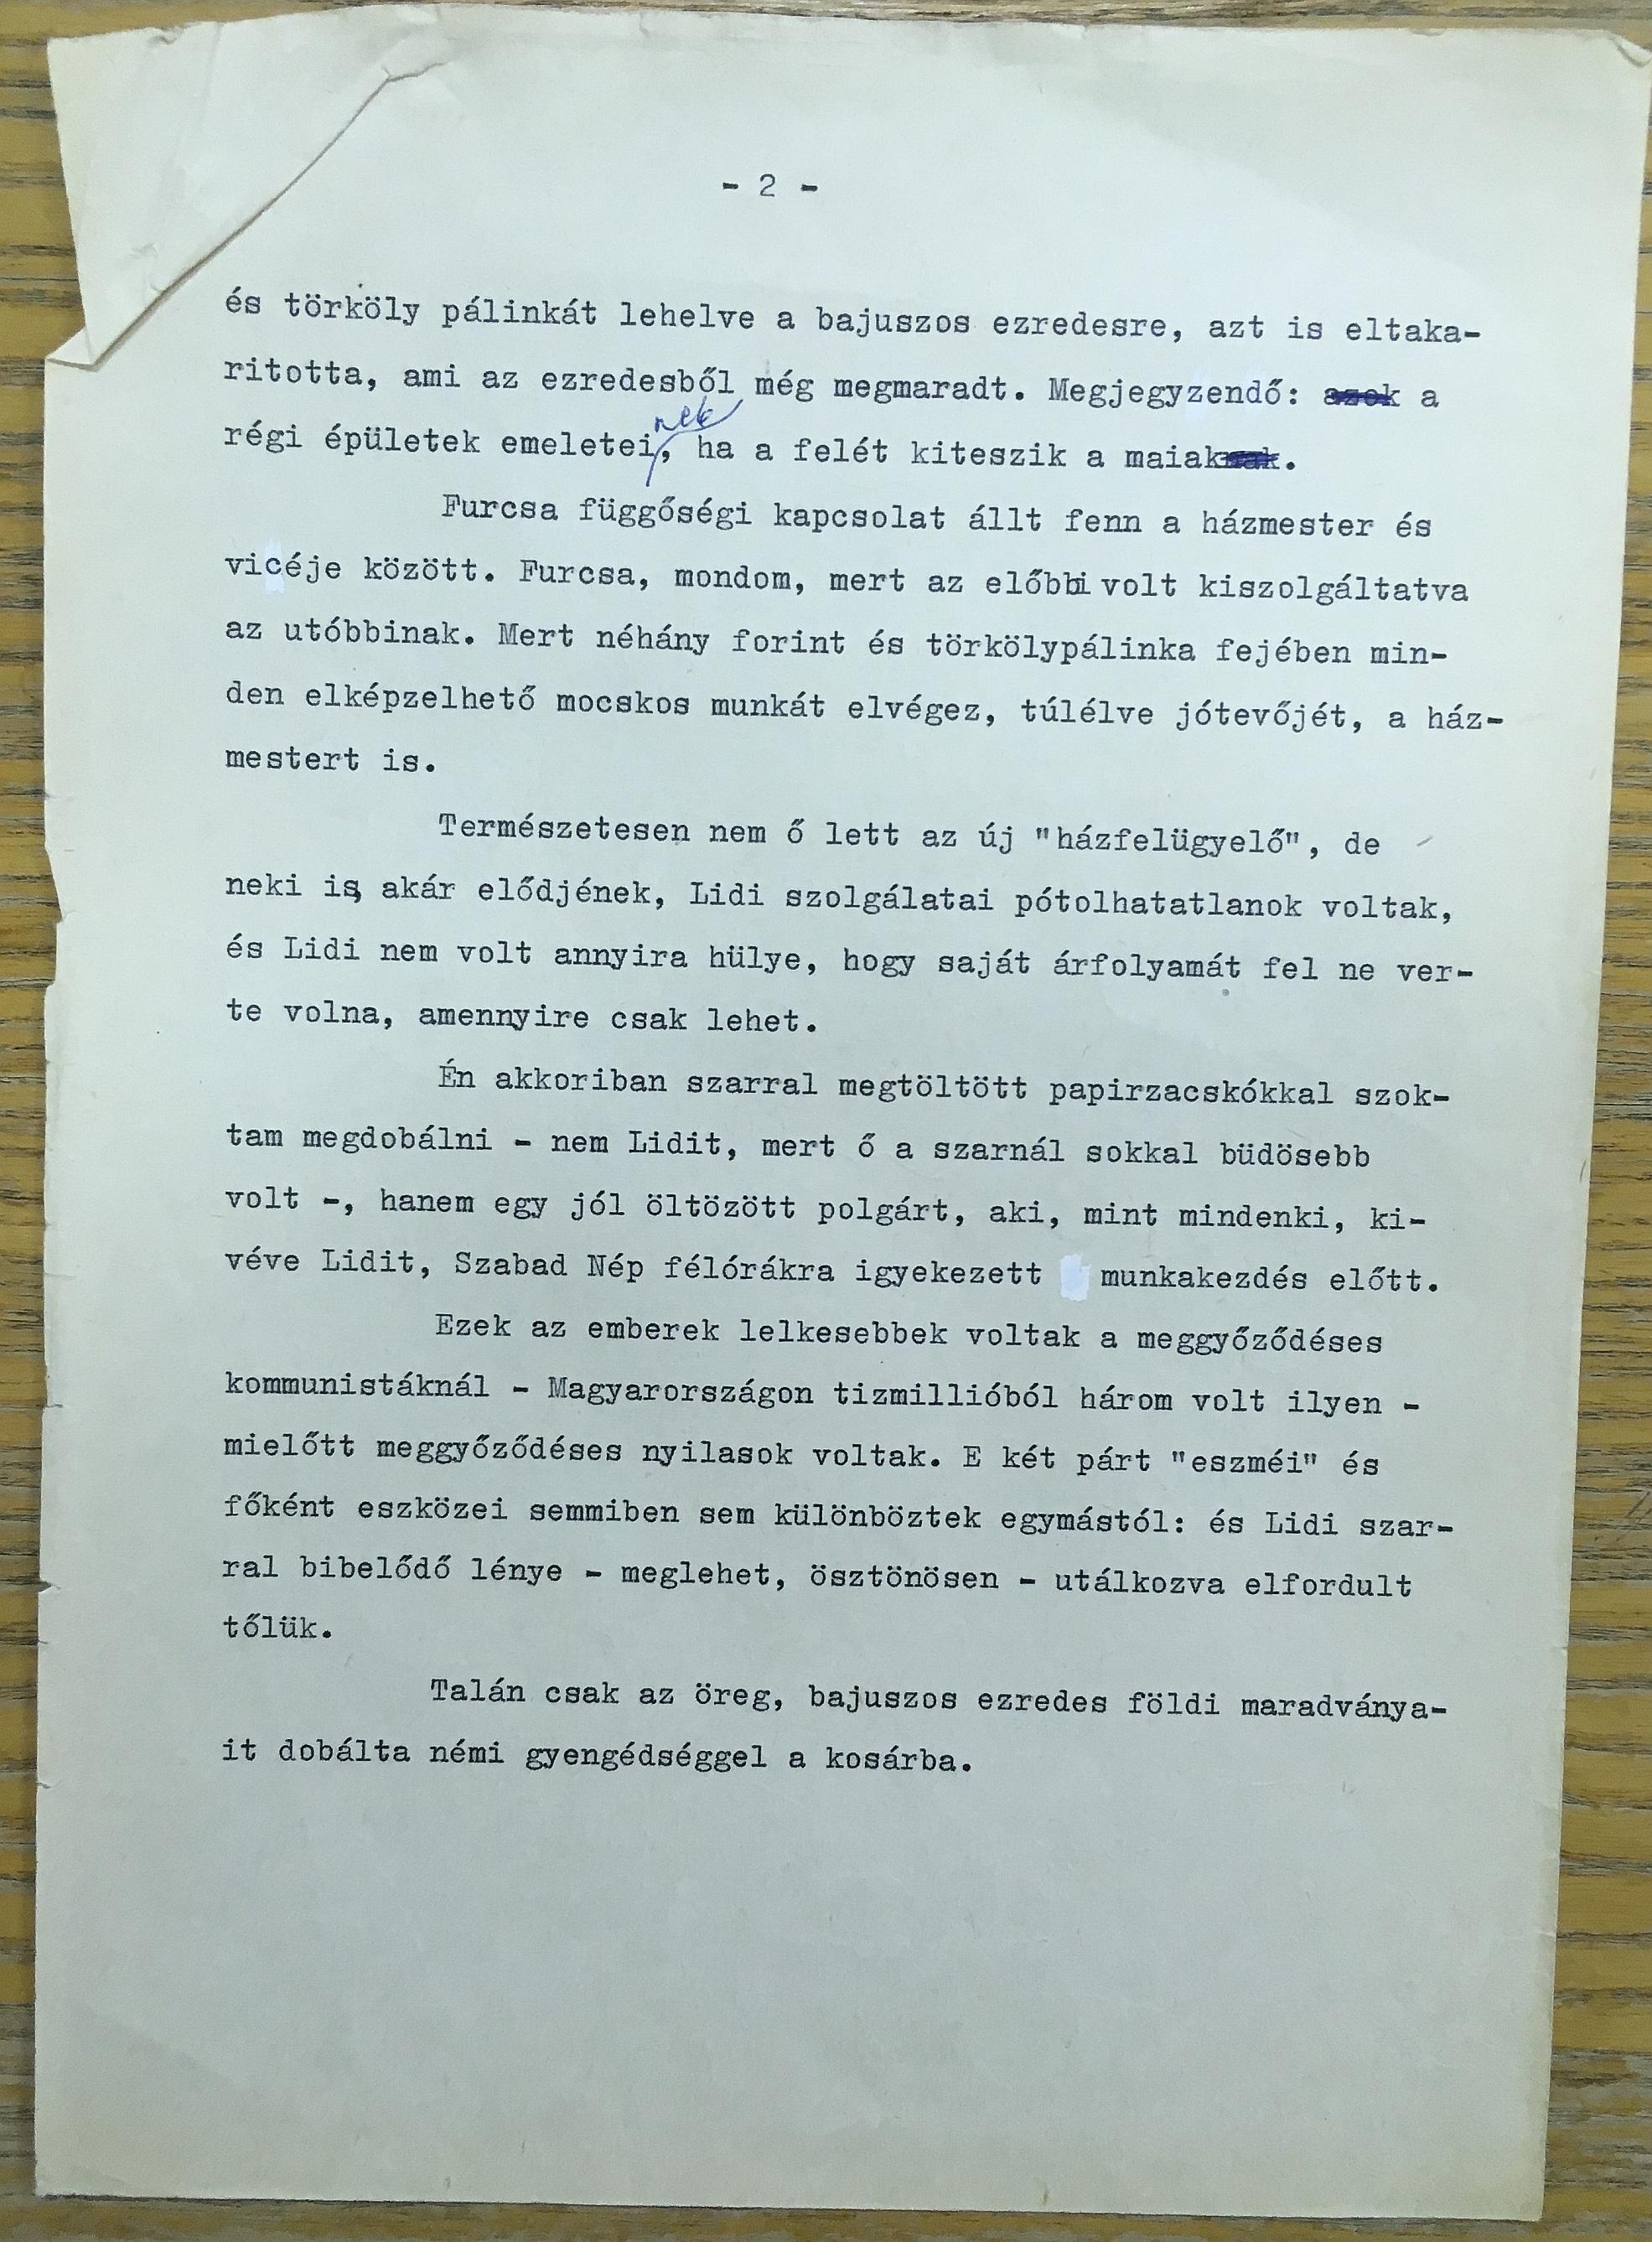 - 2 -
és törköly pálinkát lehelve a bajuszos ezredesre, azt is eltaka-
ritotta, ami az ezredesből még megmaradt. Megjegyzendő: azok a
régi épületek emeleteinek, ha a felét kiteszik a maiaknak.
Furcsa függőségi kapcsolat állt fenn a házmester és
vicéje között. Furcsa, mondom, mert az előbbi volt kiszolgáltatva
az utóbbinak. Mert néhány forint és törkölypálinka fejében min-
den elképzelhető mocskos munkát elvégez, túlélve jótevőjét, a ház-
mestert is.
Természetesen nem ő lett az új "házfelügyelő", de
neki is, akár elődjének, Lidi szolgálatai pótolhatatlanok voltak,
és Lidi nem volt annyira hülye, hogy saját árfolyamát fel ne ver-
te volna, amennyire csak lehet.
Én akkoriban szarral megtöltött papirzacskókkal szok-
tam megdobálni - nem Lidit, mert ő a szarnál sokkal büdösebb
volt -, hanem egy jól öltözött polgárt, aki, mint mindenki, ki-
véve Lidit, Szabad Nép félórákra igyekezett munkakezdés előtt.
Ezek az emberek lelkesebbek voltak a meggyőződéses
kommunistáknál - Magyarországon tizmillióból három volt ilyen -
mielőtt meggyőződéses nyilasok voltak. E két párt "eszméi" és
főként eszközei semmiben sem különböztek egymástól: és Lidi szar-
ral bibelődő lénye - meglehet, ösztönösen - utálkozva elfordult
tőlük.
Talán csak az öreg, bajuszos ezredes földi maradványa-
it dobálta némi gyengédséggel a kosárba.